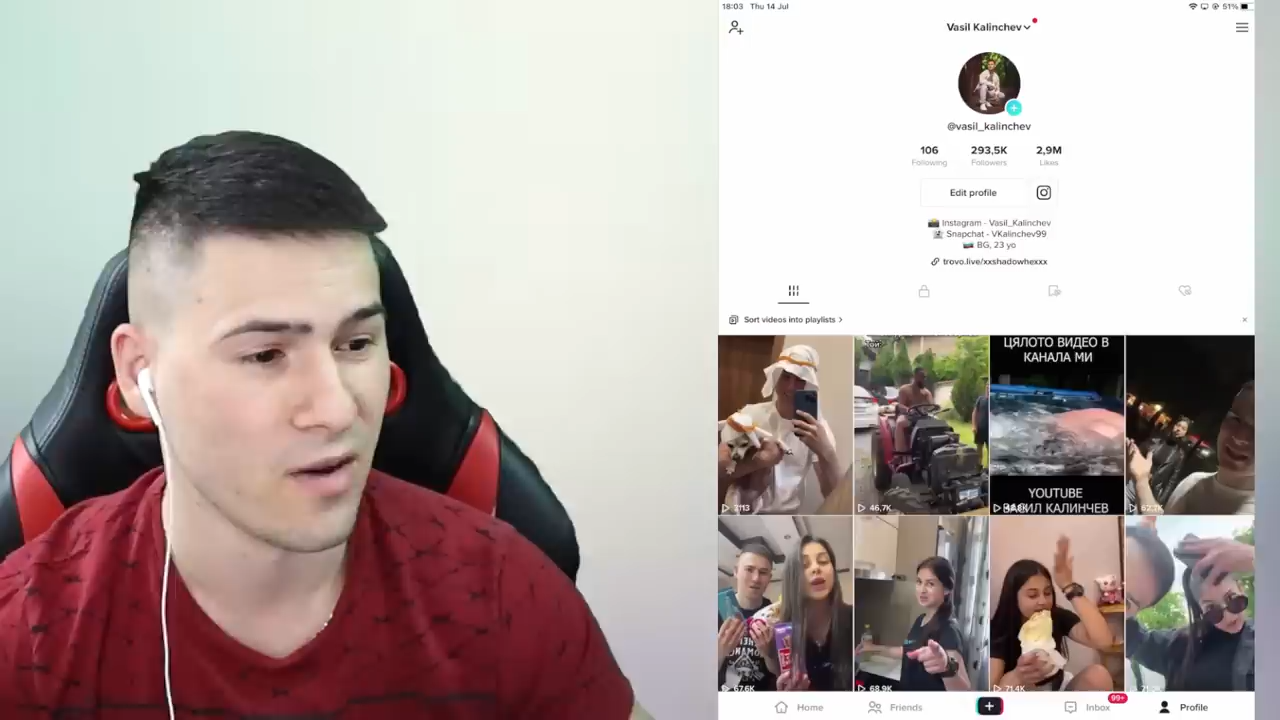 18:03 Thu 14 Jul
51%
Vasil Kalinchev
@vasil_kalinchev
106 293,5K 2,9M
Following Followers Likes
Edit profile
Instagram - Vasil_Kalinchev
Snapchat - VKalinchev99
BG, 23 yo
trovo.live/xxshadowhexxx
Sort videos into playlists
ЦЯЛОТО ВИДЕО В
КАНАЛА МИ
YOUTUBE
ВАСИЛ КАЛИНЧЕВ
46,7K
67,6K 68,9K 71,4K
Home Friends Inbox 99+ Profile